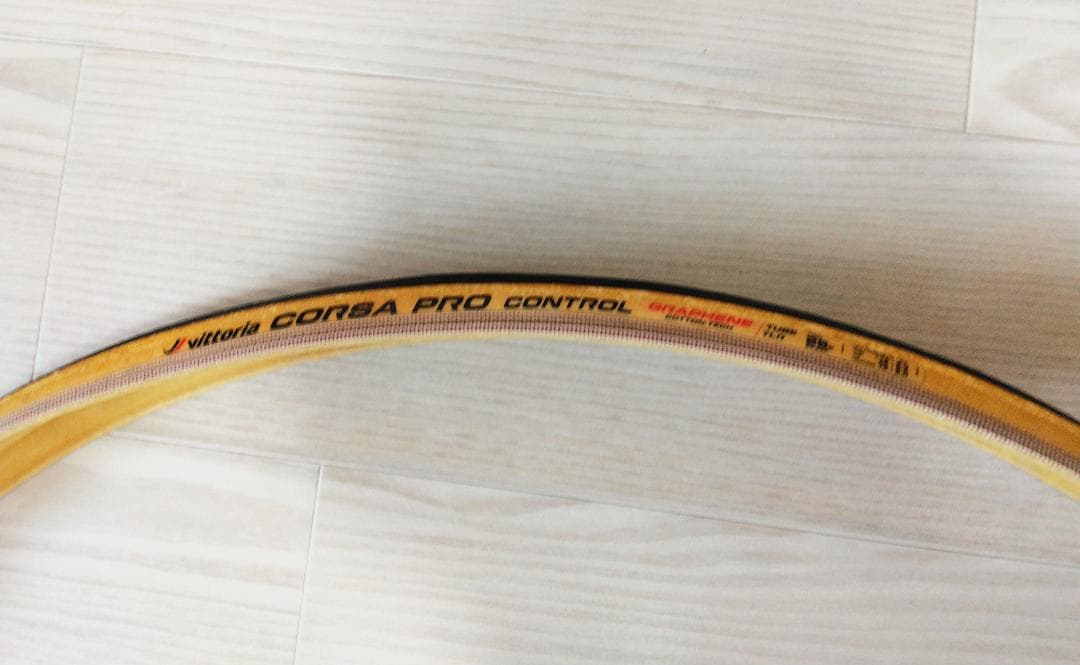 vittoria CORSA PRO CONTROL GRAPHENE
COTTON TECH
TUBE
TLR